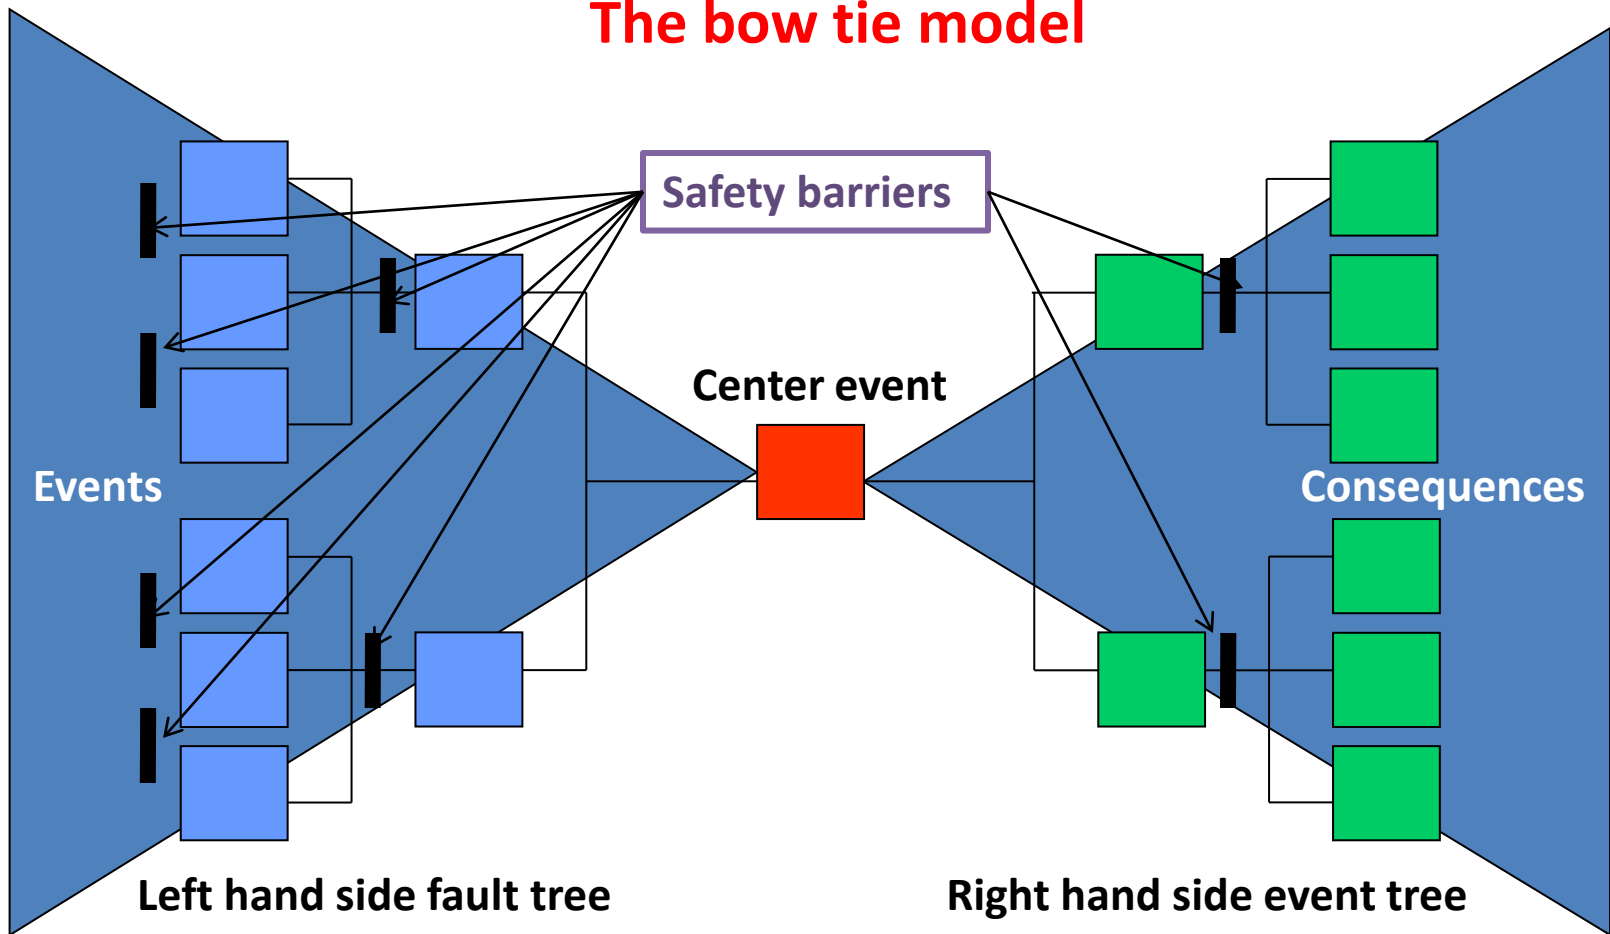 The bow tie model
Safety barriers
Center event
Events
Consequences
Left hand side fault tree
Right hand side event tree